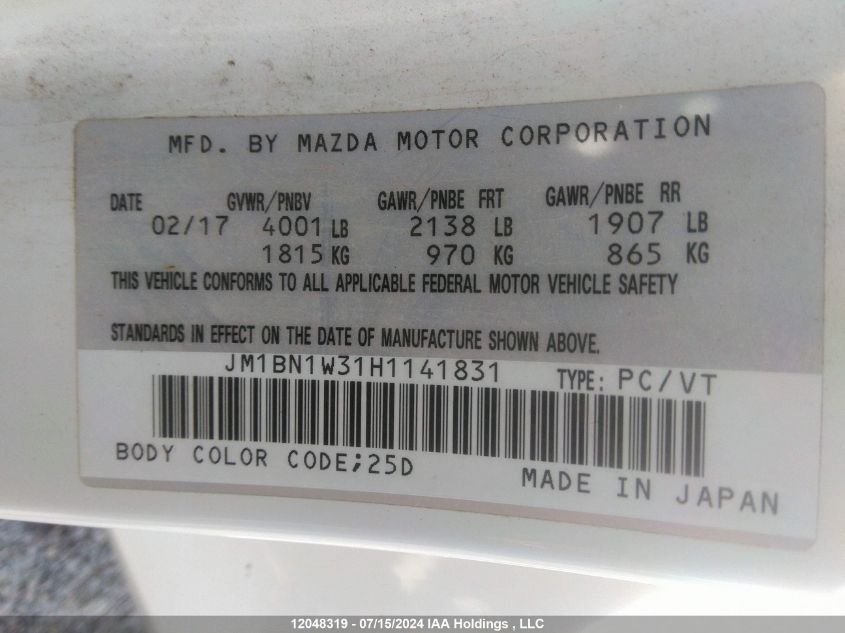 MFD. BY MAZDA MOTOR CORPORATION
DATE GVWR/PNBV GAWR/PNBE FRT GAWR/PNBE RR
02/17 4001 LB 2138 LB 1907 LB
1815 KG 970 KG 865 KG
THIS VEHICLE CONFORMS TO ALL APPLICABLE FEDERAL MOTOR VEHICLE SAFETY
STANDARDS IN EFFECT ON THE DATE OF MANUFACTURE SHOWN ABOVE.
JM1BN1W31H1141831 TYPE: PC/VT
BODY COLOR CODE;25D MADE IN JAPAN
12048319 - 07/15/2024 IAA Holdings , LLC